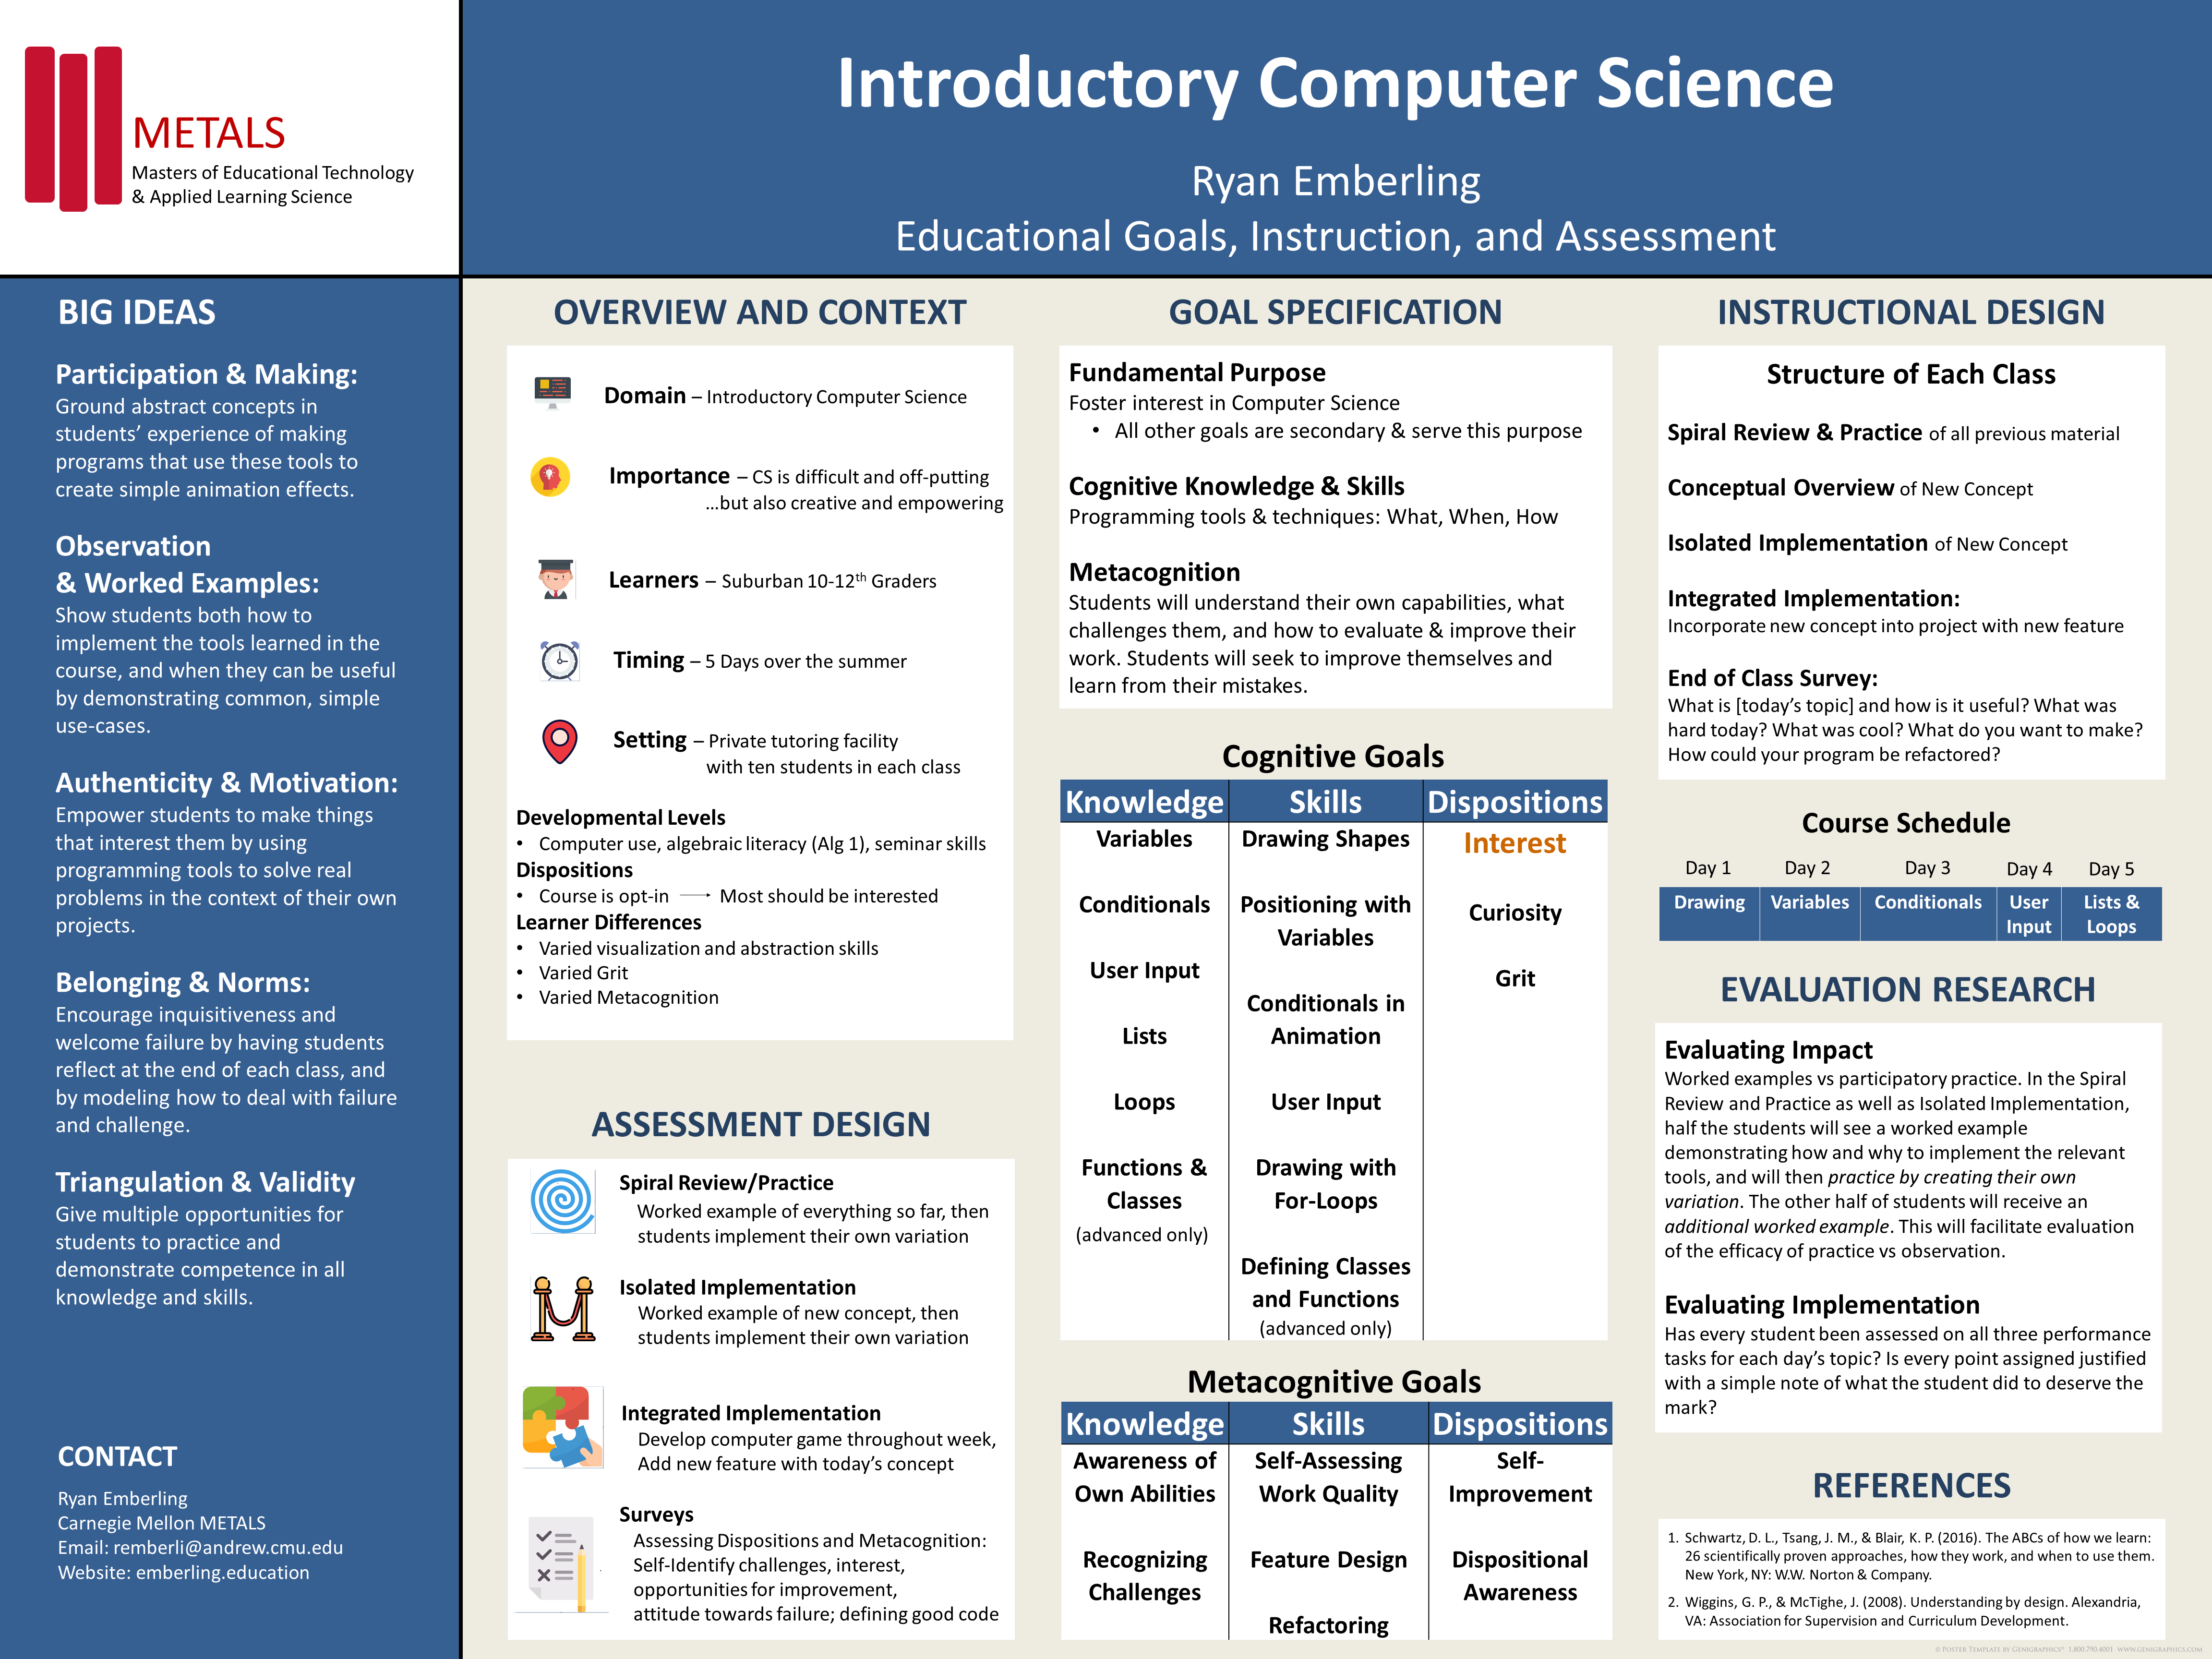 METALS
Masters of Educational Technology
& Applied Learning Science
Introductory Computer Science
Ryan Emberling
Educational Goals, Instruction, and Assessment
BIG IDEAS
Participation & Making:
Ground abstract concepts in
students’ experience of making
programs that use these tools to
create simple animation effects.
Observation
& Worked Examples:
Show students both how to
implement the tools learned in the
course, and when they can be useful
by demonstrating common, simple
use-cases.
Authenticity & Motivation:
Empower students to make things
that interest them by using
programming tools to solve real
problems in the context of their own
projects.
Belonging & Norms:
Encourage inquisitiveness and
welcome failure by having students
reflect at the end of each class, and
by modeling how to deal with failure
and challenge.
Triangulation & Validity
Give multiple opportunities for
students to practice and
demonstrate competence in all
knowledge and skills.
CONTACT
Ryan Emberling
Carnegie Mellon METALS
Email: remberli@andrew.cmu.edu
Website: emberling.education
OVERVIEW AND CONTEXT
Domain – Introductory Computer Science
Importance – CS is difficult and off-putting
...but also creative and empowering
Learners – Suburban 10-12th Graders
Timing – 5 Days over the summer
Setting – Private tutoring facility
with ten students in each class
Developmental Levels
• Computer use, algebraic literacy (Alg 1), seminar skills
Dispositions
• Course is opt-in ⟶ Most should be interested
Learner Differences
• Varied visualization and abstraction skills
• Varied Grit
• Varied Metacognition
ASSESSMENT DESIGN
Spiral Review/Practice
Worked example of everything so far, then
students implement their own variation
Isolated Implementation
Worked example of new concept, then
students implement their own variation
Integrated Implementation
Develop computer game throughout week,
Add new feature with today’s concept
Surveys
Assessing Dispositions and Metacognition:
Self-Identify challenges, interest,
opportunities for improvement,
attitude towards failure; defining good code
GOAL SPECIFICATION
Fundamental Purpose
Foster interest in Computer Science
• All other goals are secondary & serve this purpose
Cognitive Knowledge & Skills
Programming tools & techniques: What, When, How
Metacognition
Students will understand their own capabilities, what
challenges them, and how to evaluate & improve their
work. Students will seek to improve themselves and
learn from their mistakes.
Cognitive Goals
Knowledge Skills Dispositions
Variables
Conditionals
User Input
Lists
Loops
Functions &
Classes
(advanced only)
Drawing Shapes
Positioning with
Variables
Conditionals in
Animation
User Input
Drawing with
For-Loops
Defining Classes
and Functions
(advanced only)
Interest
Curiosity
Grit
Metacognitive Goals
Knowledge Skills Dispositions
Awareness of
Own Abilities
Recognizing
Challenges
Self-Assessing
Work Quality
Feature Design
Refactoring
Self-
Improvement
Dispositional
Awareness
INSTRUCTIONAL DESIGN
Structure of Each Class
Spiral Review & Practice of all previous material
Conceptual Overview of New Concept
Isolated Implementation of New Concept
Integrated Implementation:
Incorporate new concept into project with new feature
End of Class Survey:
What is [today’s topic] and how is it useful? What was
hard today? What was cool? What do you want to make?
How could your program be refactored?
Course Schedule
Day 1 Day 2 Day 3 Day 4 Day 5
Drawing Variables Conditionals User Lists &
Input Loops
EVALUATION RESEARCH
Evaluating Impact
Worked examples vs participatory practice. In the Spiral
Review and Practice as well as Isolated Implementation,
half the students will see a worked example
demonstrating how and why to implement the relevant
tools, and will then practice by creating their own
variation. The other half of students will receive an
additional worked example. This will facilitate evaluation
of the efficacy of practice vs observation.
Evaluating Implementation
Has every student been assessed on all three performance
tasks for each day’s topic? Is every point assigned justified
with a simple note of what the student did to deserve the
mark?
REFERENCES
1. Schwartz, D. L., Tsang, J. M., & Blair, K. P. (2016). The ABCs of how we learn:
26 scientifically proven approaches, how they work, and when to use them.
New York, NY: W.W. Norton & Company.
2. Wiggins, G. P., & McTighe, J. (2008). Understanding by design. Alexandria,
VA: Association for Supervision and Curriculum Development.
© POSTER TEMPLATE BY GENIGRAPHICS® 1.800.790.4001 WWW.GENIGRAPHICS.COM